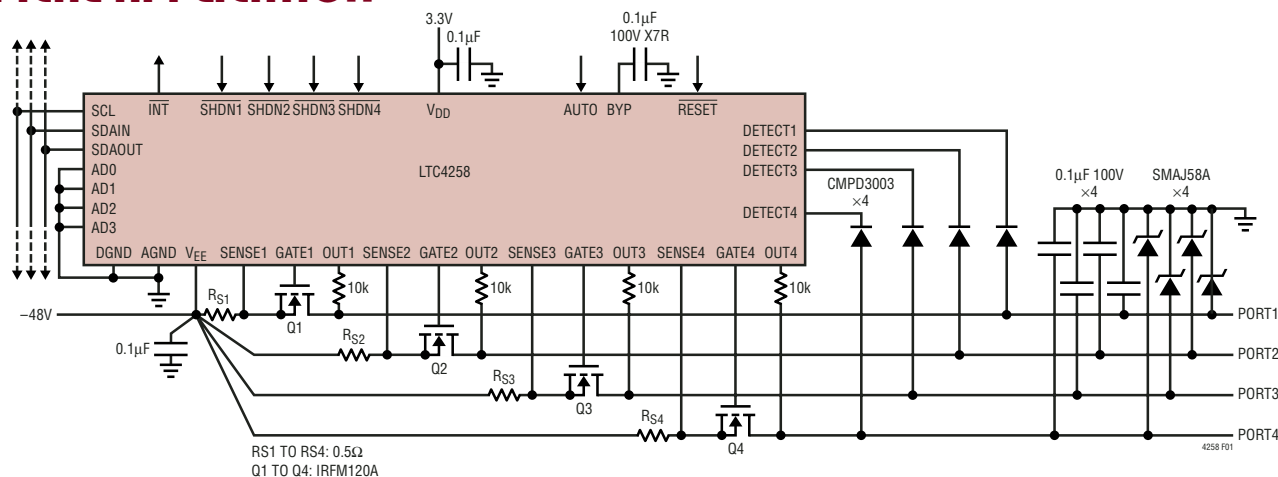 3.3V
0.1μF
0.1μF
100V X7R
SCL
SDAIN
SDAOUT
AD0
AD1
AD2
AD3
INT
SHDN1 SHDN2 SHDN3 SHDN4
VDD
AUTO BYP
RESET
LTC4258
DETECT1
DETECT2
DETECT3
DETECT4
DGND AGND VEE SENSE1 GATE1 OUT1 SENSE2 GATE2 OUT2 SENSE3 GATE3 OUT3 SENSE4 GATE4 OUT4
CMPD3003
×4
0.1μF 100V
×4
SMAJ58A
×4
10k
10k
10k
10k
–48V
0.1μF
RS1
Q1
RS2
Q2
RS3
Q3
RS4
Q4
PORT1
PORT2
PORT3
PORT4
RS1 TO RS4: 0.5Ω
Q1 TO Q4: IRFM120A
4258 F01